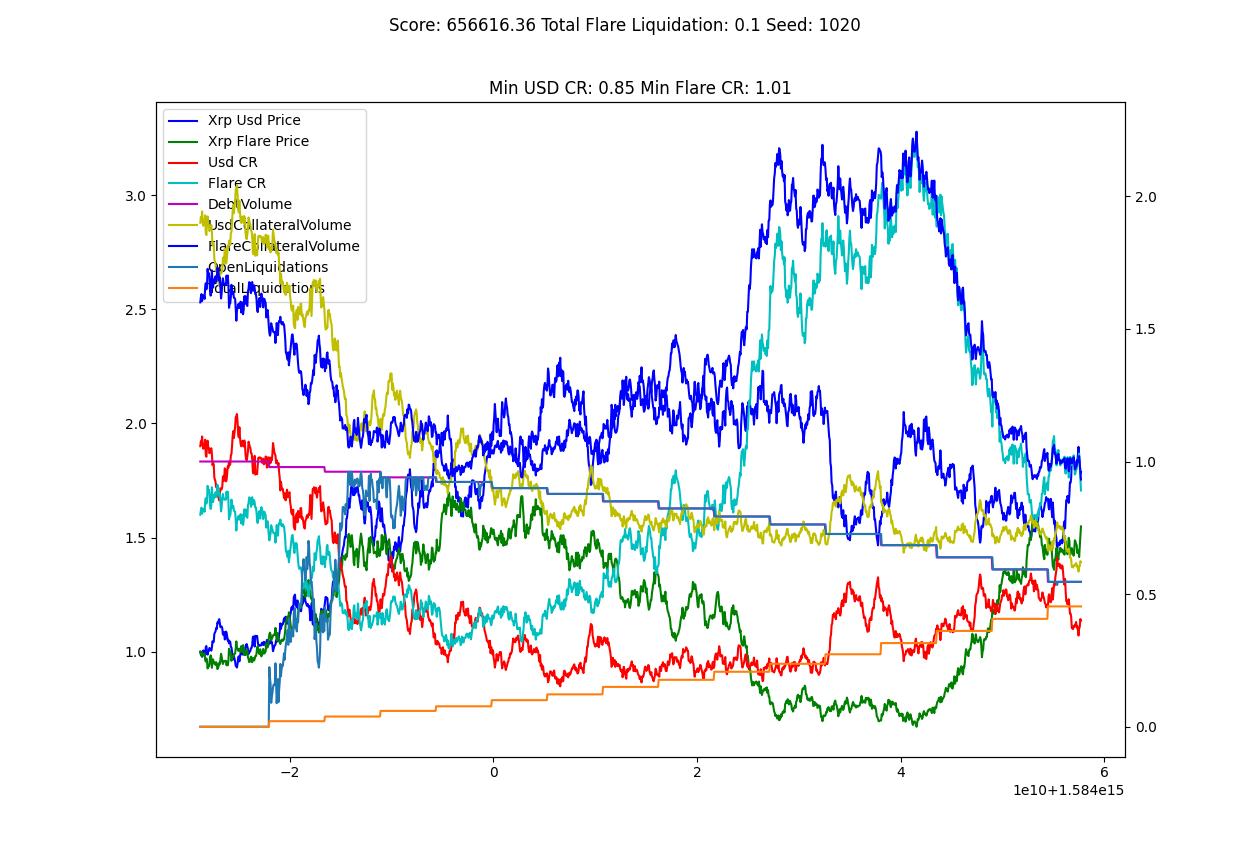 Score: 656616.36 Total Flare Liquidation: 0.1 Seed: 1020
Min USD CR: 0.85 Min Flare CR: 1.01
Xrp Usd Price
Xrp Flare Price
Usd CR
Flare CR
DebtVolume
UsdCollateralVolume
FlareCollateralVolume
OpenLiquidations
TotalLiquidations
3.0
2.5
2.0
1.5
1.0
2.0
1.5
1.0
0.5
0.0
−2
0
2
4
6
1e10+1.584e15